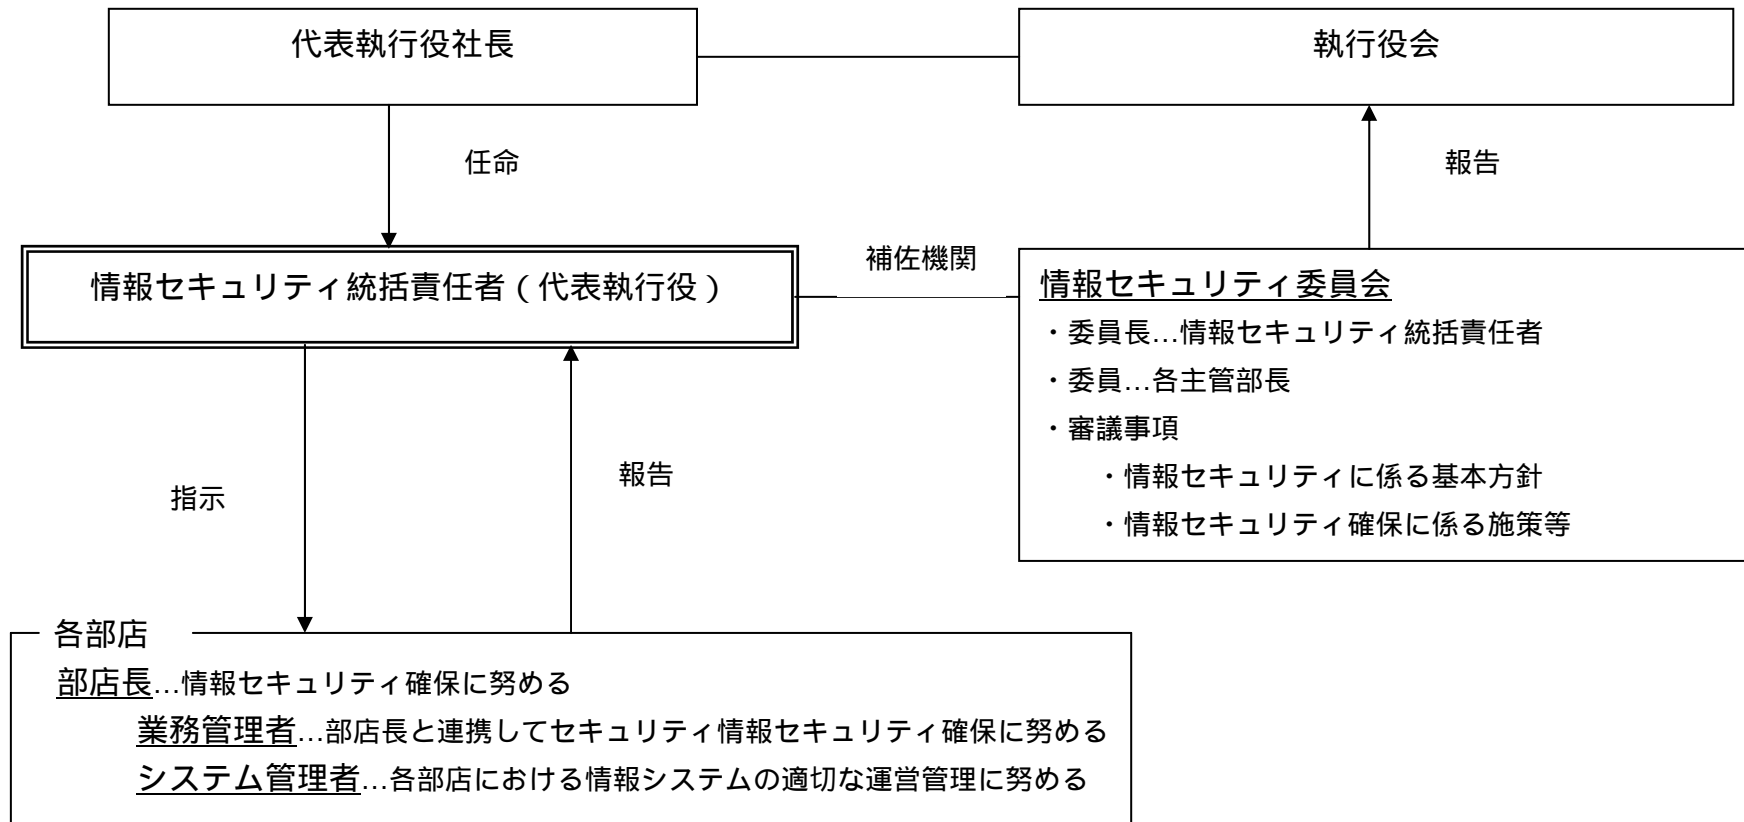 代表執行役社長
執行役会
任命
報告
情報セキュリティ統括責任者（代表執行役）
補佐機関
情報セキュリティ委員会
・委員長…情報セキュリティ統括責任者
・委員…各主管部長
・審議事項
・情報セキュリティに係る基本方針
・情報セキュリティ確保に係る施策等
指示
報告
各部店
部店長…情報セキュリティ確保に努める
業務管理者…部店長と連携してセキュリティ情報セキュリティ確保に努める
システム管理者…各部店における情報システムの適切な運営管理に努める